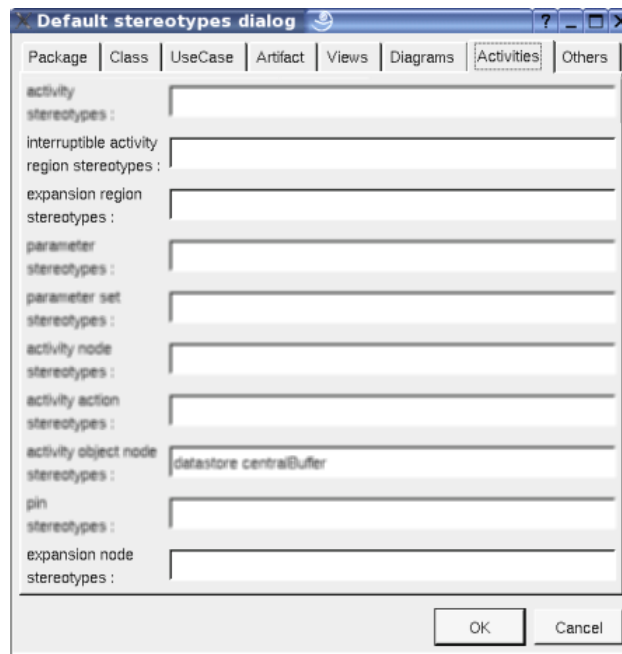 Default stereotypes dialog
Package Class UseCase Artifact Views Diagrams Activities Others
activity
stereotypes :
interruptible activity
region stereotypes :
expansion region
stereotypes :
parameter
stereotypes :
parameter set
stereotypes :
activity node
stereotypes :
activity action
stereotypes :
activity object node
stereotypes :
datastore centralBuffer
pin
stereotypes :
expansion node
stereotypes :
OK Cancel